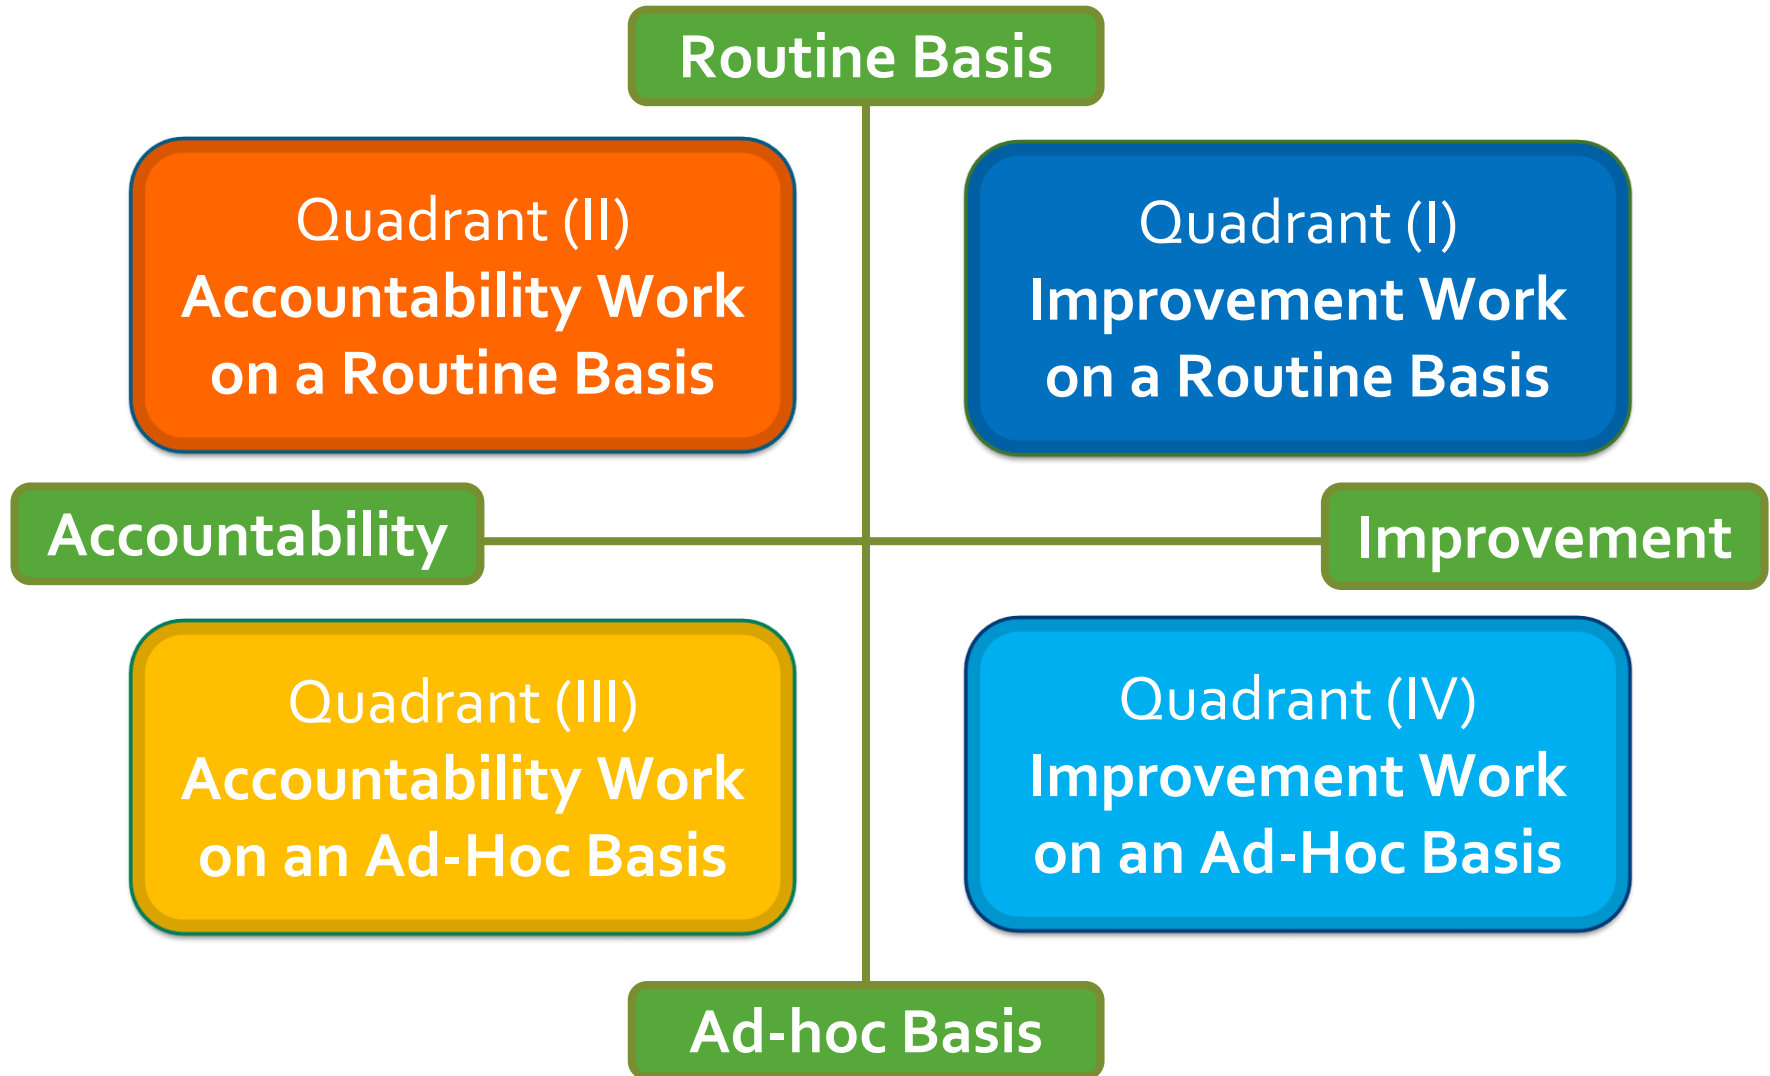 Routine Basis
Quadrant (II)
Accountability Work
on a Routine Basis
Quadrant (I)
Improvement Work
on a Routine Basis
Accountability
Improvement
Quadrant (III)
Accountability Work
on an Ad-Hoc Basis
Quadrant (IV)
Improvement Work
on an Ad-Hoc Basis
Ad-hoc Basis